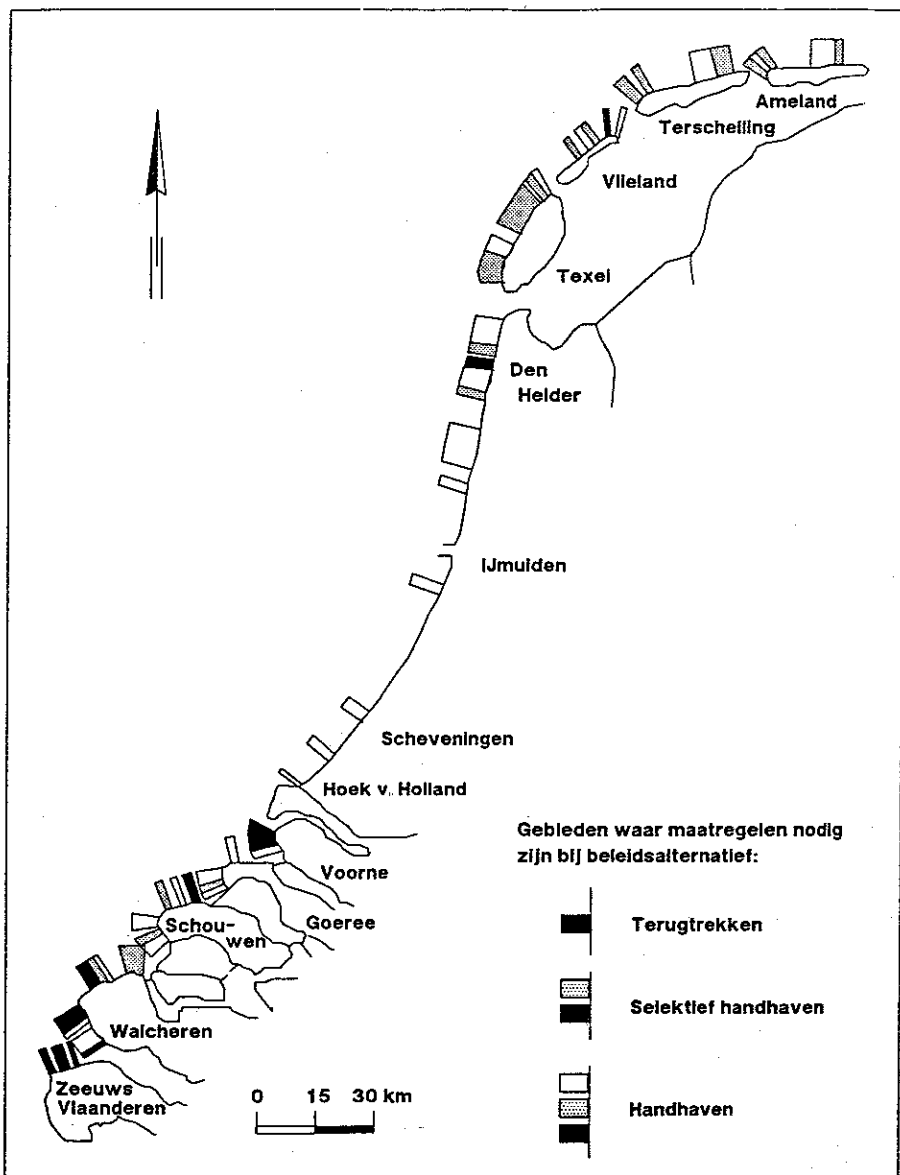 Ameland
Terschelling
Vlieland
Texel
Den
Helder
IJmuiden
Scheveningen
Hoek v. Holland
Voorne
Goeree
Schou-
wen
Walcheren
Zeeuws
Vlaanderen
0 15 30 km
Gebieden waar maatregelen nodig
zijn bij beleidsalternatief:
Terugtrekken
Selektief handhaven
Handhaven